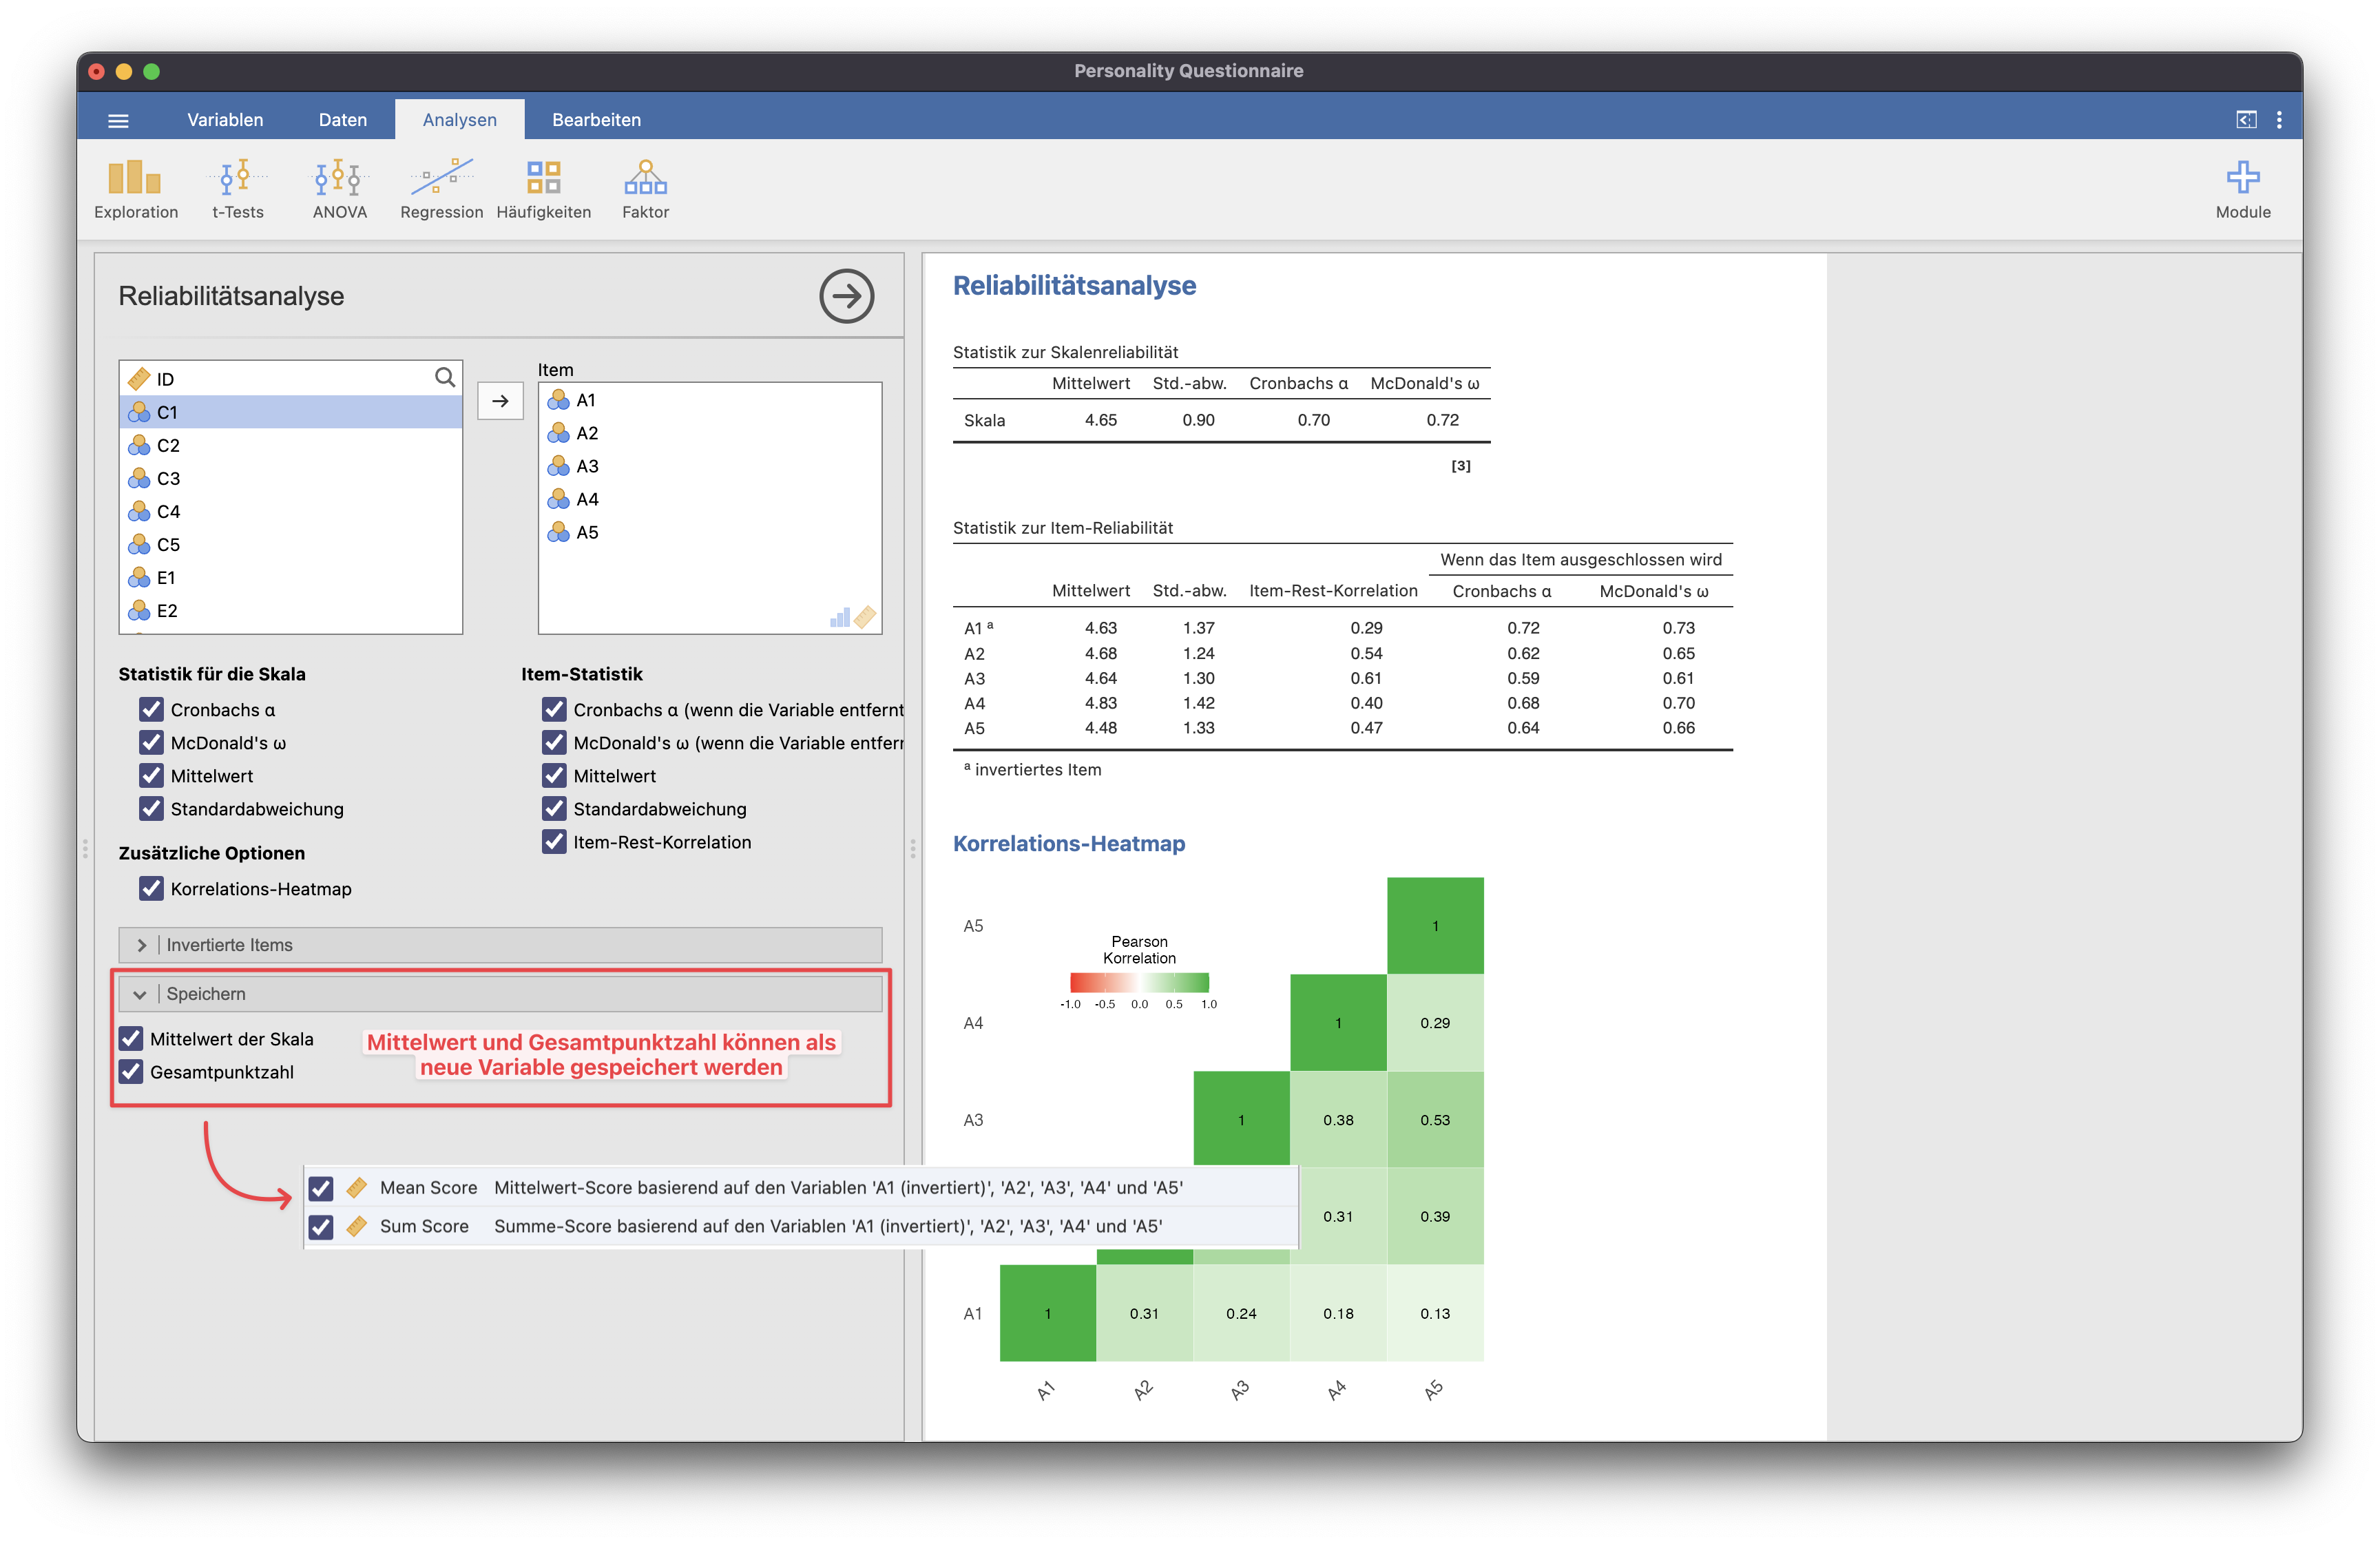 Personality Questionnaire
Variablen Daten Analysen Bearbeiten
Exploration t-Tests ANOVA Regression Häufigkeiten Faktor Module
Reliabilitätsanalyse
ID
C1
C2
C3
C4
C5
E1
E2
Item
A1
A2
A3
A4
A5
Statistik für die Skala
Cronbachs α
McDonald's ω
Mittelwert
Standardabweichung
Item-Statistik
Cronbachs α (wenn die Variable entfernt
McDonald's ω (wenn die Variable entfer
Mittelwert
Standardabweichung
Item-Rest-Korrelation
Zusätzliche Optionen
Korrelations-Heatmap
Invertierte Items
Speichern
Mittelwert der Skala
Gesamtpunktzahl
Mittelwert und Gesamtpunktzahl können als
neue Variable gespeichert werden
Mean Score Mittelwert-Score basierend auf den Variablen 'A1 (invertiert)', 'A2', 'A3', 'A4' und 'A5'
Sum Score Summe-Score basierend auf den Variablen 'A1 (invertiert)', 'A2', 'A3', 'A4' und 'A5'
Reliabilitätsanalyse
Statistik zur Skalenreliabilität
Mittelwert Std.-abw. Cronbachs α McDonald's ω
Skala 4.65 0.90 0.70 0.72
[3]
Statistik zur Item-Reliabilität
Wenn das Item ausgeschlossen wird
Mittelwert Std.-abw. Item-Rest-Korrelation Cronbachs α McDonald's ω
A1 ᵃ 4.63 1.37 0.29 0.72 0.73
A2 4.68 1.24 0.54 0.62 0.65
A3 4.64 1.30 0.61 0.59 0.61
A4 4.83 1.42 0.40 0.68 0.70
A5 4.48 1.33 0.47 0.64 0.66
ᵃ invertiertes Item
Korrelations-Heatmap
Pearson
Korrelation
-1.0 -0.5 0.0 0.5 1.0
A5 1
A4 1 0.29
A3 1 0.38 0.53
0.31 0.39
A1 1 0.31 0.24 0.18 0.13
A1 A2 A3 A4 A5